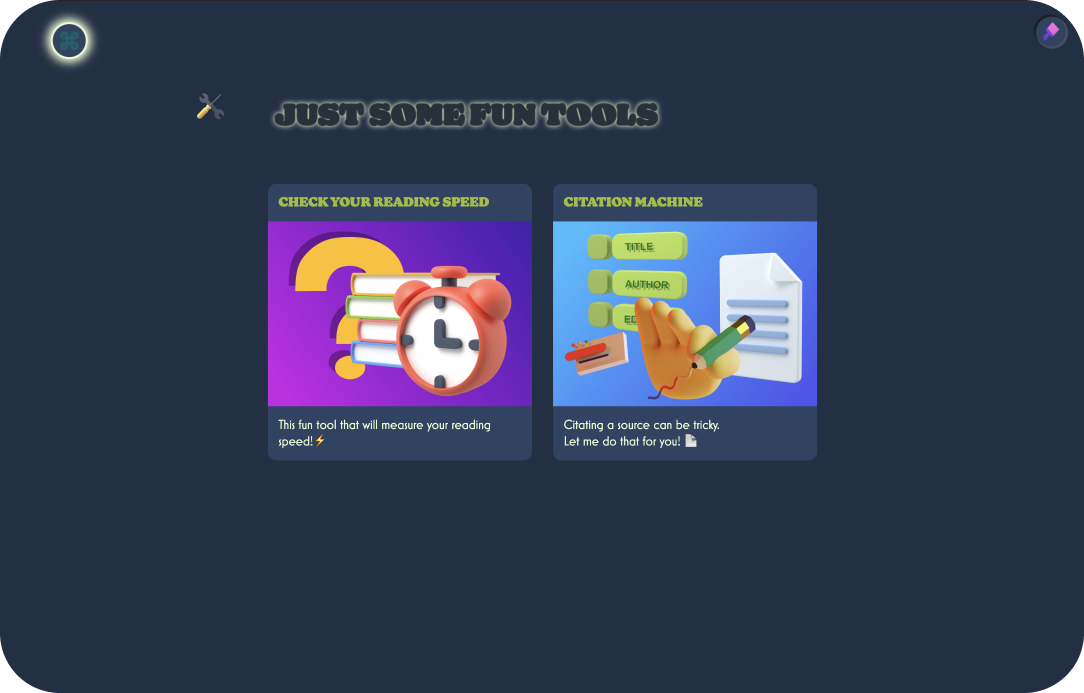 JUST SOME FUN TOOLS
CHECK YOUR READING SPEED
CITATION MACHINE
TITLE
AUTHOR
This fun tool that will measure your reading
speed!⚡
Citating a source can be tricky.
Let me do that for you! 📄